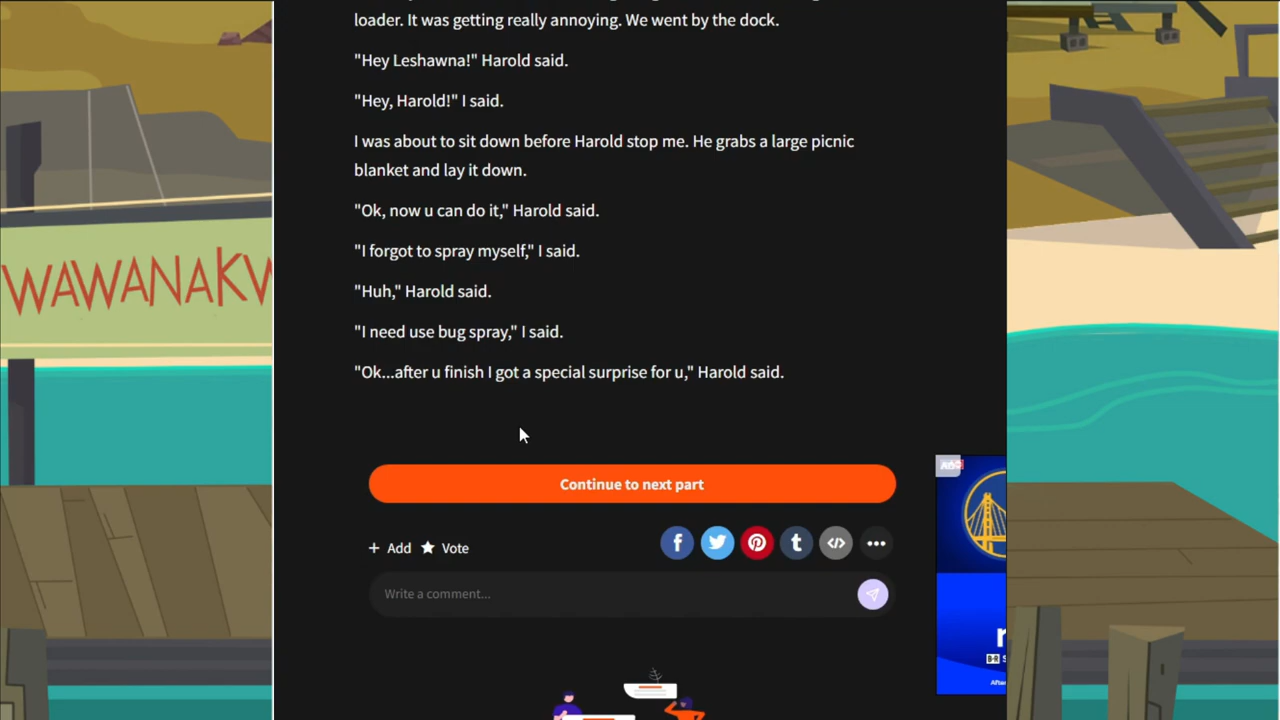 loader. It was getting really annoying. We went by the dock.
"Hey Leshawna!" Harold said.
"Hey, Harold!" I said.
I was about to sit down before Harold stop me. He grabs a large picnic
blanket and lay it down.
"Ok, now u can do it," Harold said.
"I forgot to spray myself," I said.
"Huh," Harold said.
"I need use bug spray," I said.
"Ok...after u finish I got a special surprise for u," Harold said.
WAWANAKW
Continue to next part
+ Add ★ Vote
Write a comment...
B·R